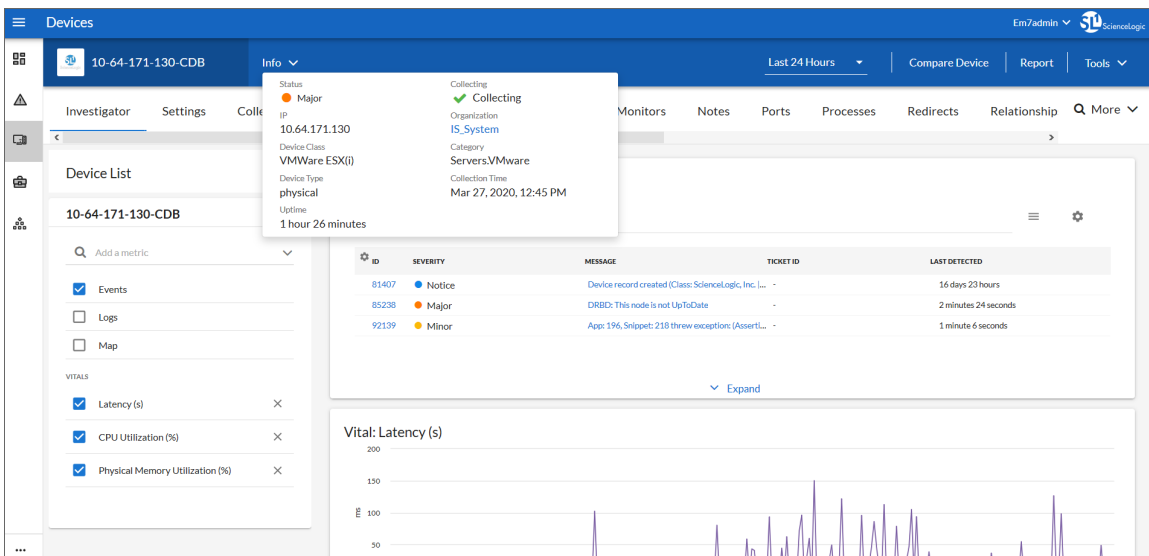 Devices
Em7admin
SL1 ScienceLogic
10-64-171-130-CDB
Info
Last 24 Hours
Compare Device
Report
Tools
Investigator
Settings
Monitors
Notes
Ports
Processes
Redirects
Relationship
More
Status
Collecting
Major
Collecting
IP
Organization
10.64.171.130
IS_System
Device Class
Category
VMWare ESX(i)
Servers.VMware
Device Type
Collection Time
physical
Mar 27, 2020, 12:45 PM
Uptime
1 hour 26 minutes
Device List
10-64-171-130-CDB
Add a metric
Events
Logs
Map
VITALS
Latency (s)
CPU Utilization (%)
Physical Memory Utilization (%)
ID SEVERITY MESSAGE TICKET ID LAST DETECTED
81407 Notice Device record created (Class: ScienceLogic, Inc. |... - 16 days 23 hours
85238 Major DRBD: This node is not UpToDate - 2 minutes 24 seconds
92139 Minor App: 196, Snippet: 218 threw exception: (Asserti... - 1 minute 6 seconds
Expand
Vital: Latency (s)
200
150
ms
100
50